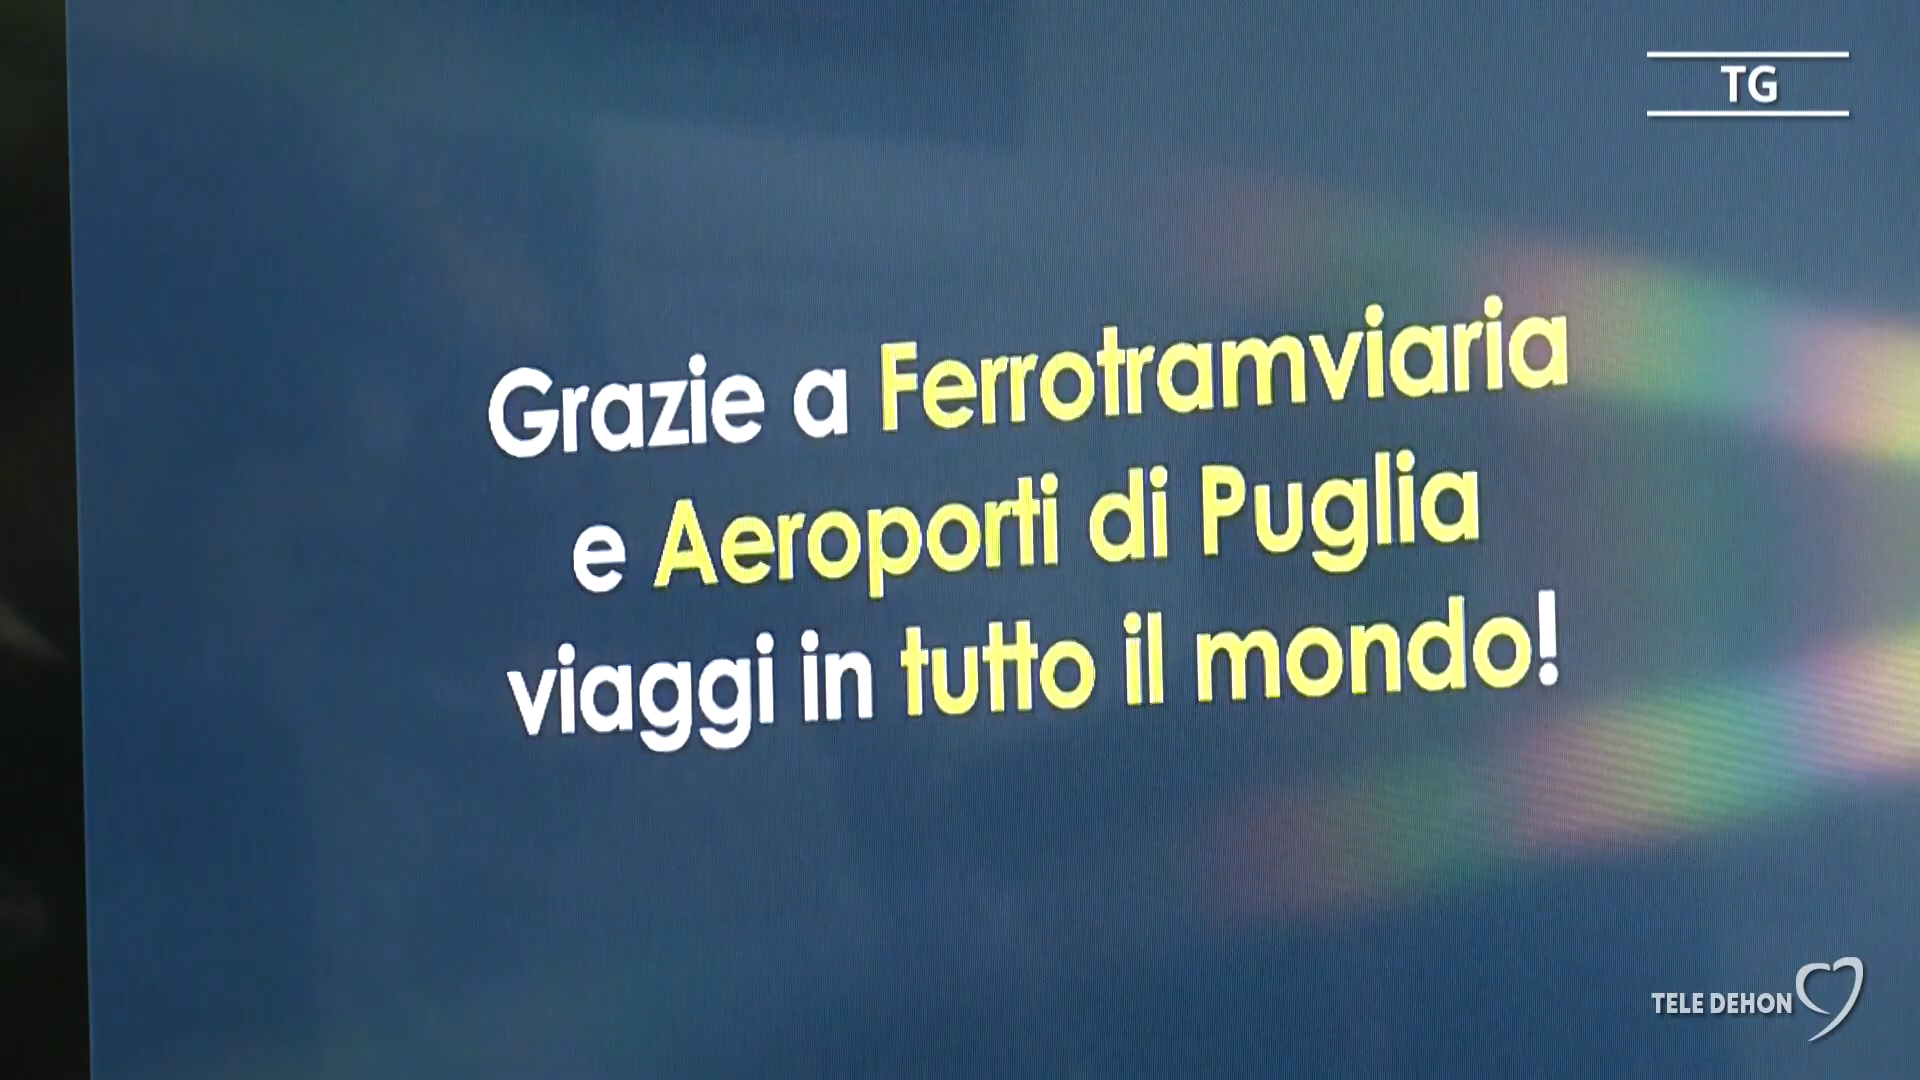 TG
Grazie a Ferrotramviaria
e Aeroporti di Puglia
viaggi in tutto il mondo!
TELE DEHON